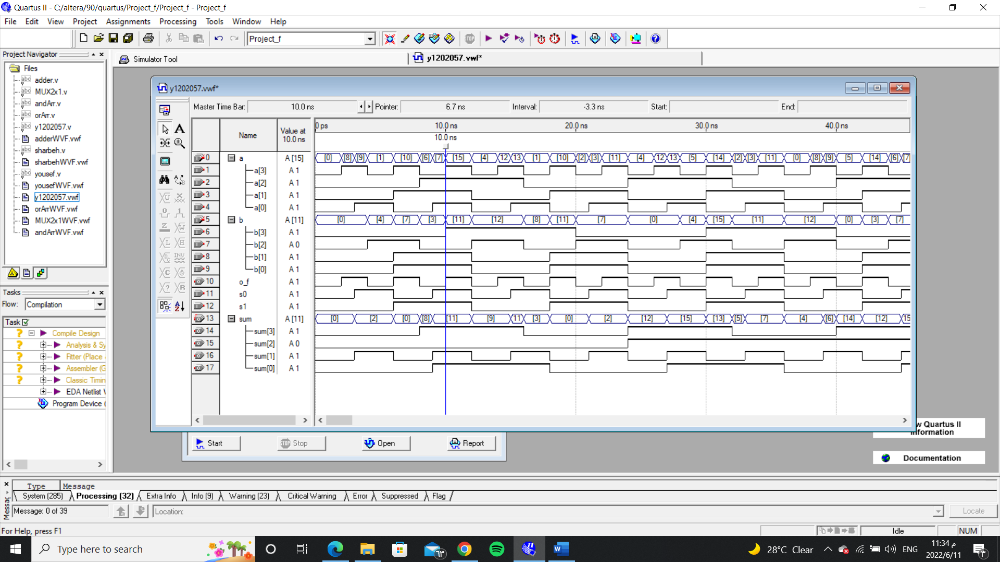 Quartus II - C:/altera/90/quartus/Project_f/Project_f - Project_f
File Edit View Project Assignments Processing Tools Window Help
Project_f
Project Navigator
Files
adder.v
MUX2x1.v
andArr.v
orArr.v
y1202057.v
adderWVF.vwf
sharbeh.v
sharbehWVF.vwf
yousef.v
yousefWVF.vwf
y1202057.vwf
orArrWVF.vwf
MUX2x1WVF.vwf
andArrWVF.vwf
Tasks
Flow: Compilation
Task
Compile Design
Analysis & Sy
Fitter (Place
Assembler (G
Classic Timin
EDA Netlist
Program Device (
Simulator Tool
y1202057.vwf*
y1202057.vwf*
Master Time Bar: 10.0 ns Pointer: 6.7 ns Interval: -3.3 ns Start: End:
Name
Value at
10.0 ns
0 ps 10.0 ns 20.0 ns 30.0 ns 40.0 ns
10.0 ns
0 a A [15] [0] [8] [9] [1] [10] [6] [7] [15] [4] 12 13 [1] [10] [2] [3] [11] [4] 12 13 [5] [14] [2] [3] [11] [0] [8] [9] [5] [14] [6] [7
1 a[3] A 1
2 a[2] A 1
3 a[1] A 1
4 a[0] A 1
5 b A [11] [0] [4] [7] [3] [11] [12] [8] [11] [7] [0] [4] [15] [11] [12] [0] [3] [7]
6 b[3] A 1
7 b[2] A 0
8 b[1] A 1
9 b[0] A 1
10 o_f A 1
11 s0 A 1
12 s1 A 1
13 sum A [11] [0] [2] [0] [8] [11] [9] 11 [3] [0] [2] [12] [15] [13] [5] [7] [4] [6] [14] [12] 15
14 sum[3] A 1
15 sum[2] A 0
16 sum[1] A 1
17 sum[0] A 1
Start Stop Open Report
w Quartus II
Information
Documentation
Type Message
System (285) Processing (32) Extra Info Info (9) Warning (23) Critical Warning Error Suppressed Flag
Messag
Message: 0 of 39 Location: Locate
For Help, press F1 Idle NUM
Type here to search
٦٣
28°C Clear ENG
11:34 م
2022/6/11
٣